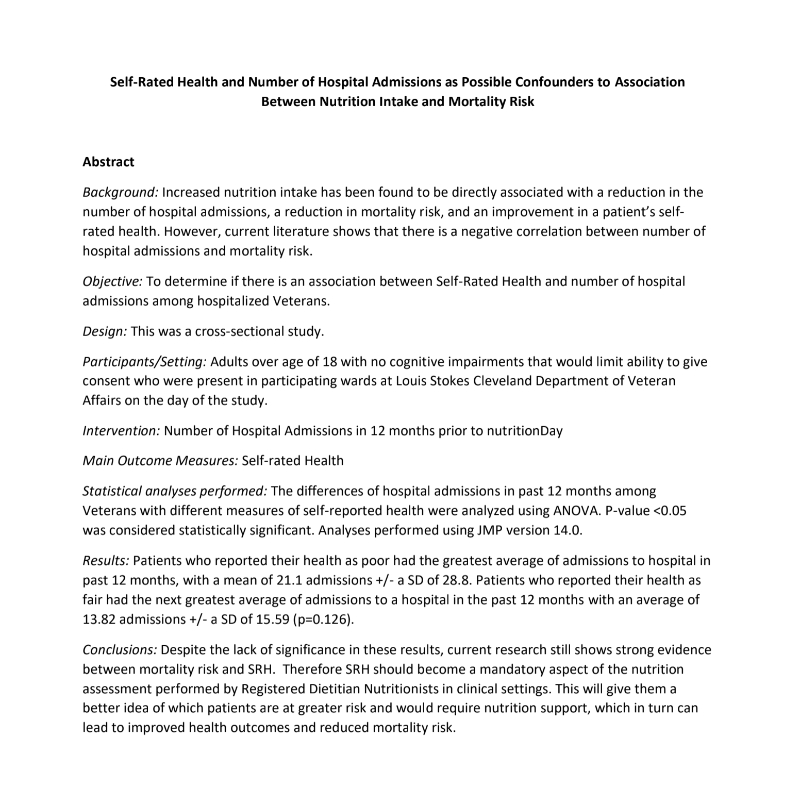 Self-Rated Health and Number of Hospital Admissions as Possible Confounders to Association
Between Nutrition Intake and Mortality Risk
Abstract
Background: Increased nutrition intake has been found to be directly associated with a reduction in the
number of hospital admissions, a reduction in mortality risk, and an improvement in a patient’s self-
rated health. However, current literature shows that there is a negative correlation between number of
hospital admissions and mortality risk.
Objective: To determine if there is an association between Self-Rated Health and number of hospital
admissions among hospitalized Veterans.
Design: This was a cross-sectional study.
Participants/Setting: Adults over age of 18 with no cognitive impairments that would limit ability to give
consent who were present in participating wards at Louis Stokes Cleveland Department of Veteran
Affairs on the day of the study.
Intervention: Number of Hospital Admissions in 12 months prior to nutritionDay
Main Outcome Measures: Self-rated Health
Statistical analyses performed: The differences of hospital admissions in past 12 months among
Veterans with different measures of self-reported health were analyzed using ANOVA. P-value <0.05
was considered statistically significant. Analyses performed using JMP version 14.0.
Results: Patients who reported their health as poor had the greatest average of admissions to hospital in
past 12 months, with a mean of 21.1 admissions +/- a SD of 28.8. Patients who reported their health as
fair had the next greatest average of admissions to a hospital in the past 12 months with an average of
13.82 admissions +/- a SD of 15.59 (p=0.126).
Conclusions: Despite the lack of significance in these results, current research still shows strong evidence
between mortality risk and SRH.  Therefore SRH should become a mandatory aspect of the nutrition
assessment performed by Registered Dietitian Nutritionists in clinical settings. This will give them a
better idea of which patients are at greater risk and would require nutrition support, which in turn can
lead to improved health outcomes and reduced mortality risk.